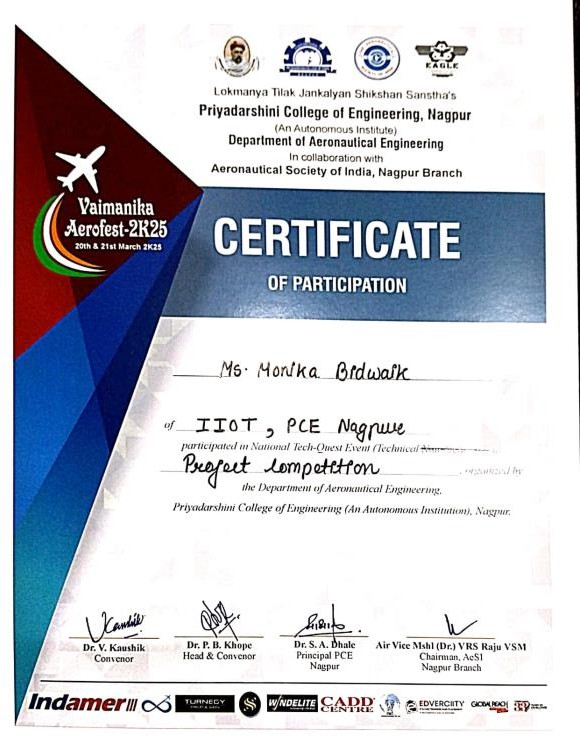 EAGLE
Lokmanya Tilak Jankalyan Shikshan Sanstha's
Priyadarshini College of Engineering, Nagpur
(An Autonomous Institute)
Department of Aeronautical Engineering
In collaboration with
Aeronautical Society of India, Nagpur Branch
Vaimanika
Aerofest-2K25
20th & 21st March 2K25
CERTIFICATE
OF PARTICIPATION
Ms. Monika Bidwaik
of IIOT, PCE Nagpur
participated in National Tech-Quest Event (Technical
Project Competition, organized by
the Department of Aeronautical Engineering,
Priyadarshini College of Engineering (An Autonomous Institution), Nagpur.
Dr. V. Kaushik
Convenor
Dr. P. B. Khope
Head & Convenor
Dr. S. A. Dhale
Principal PCE
Nagpur
Air Vice Mshl (Dr.) VRS Raju VSM
Chairman, AeSI
Nagpur Branch
Indamer TURNEGY WINDELITE CADD CENTRE EDVERCITY GLOBAL REACH